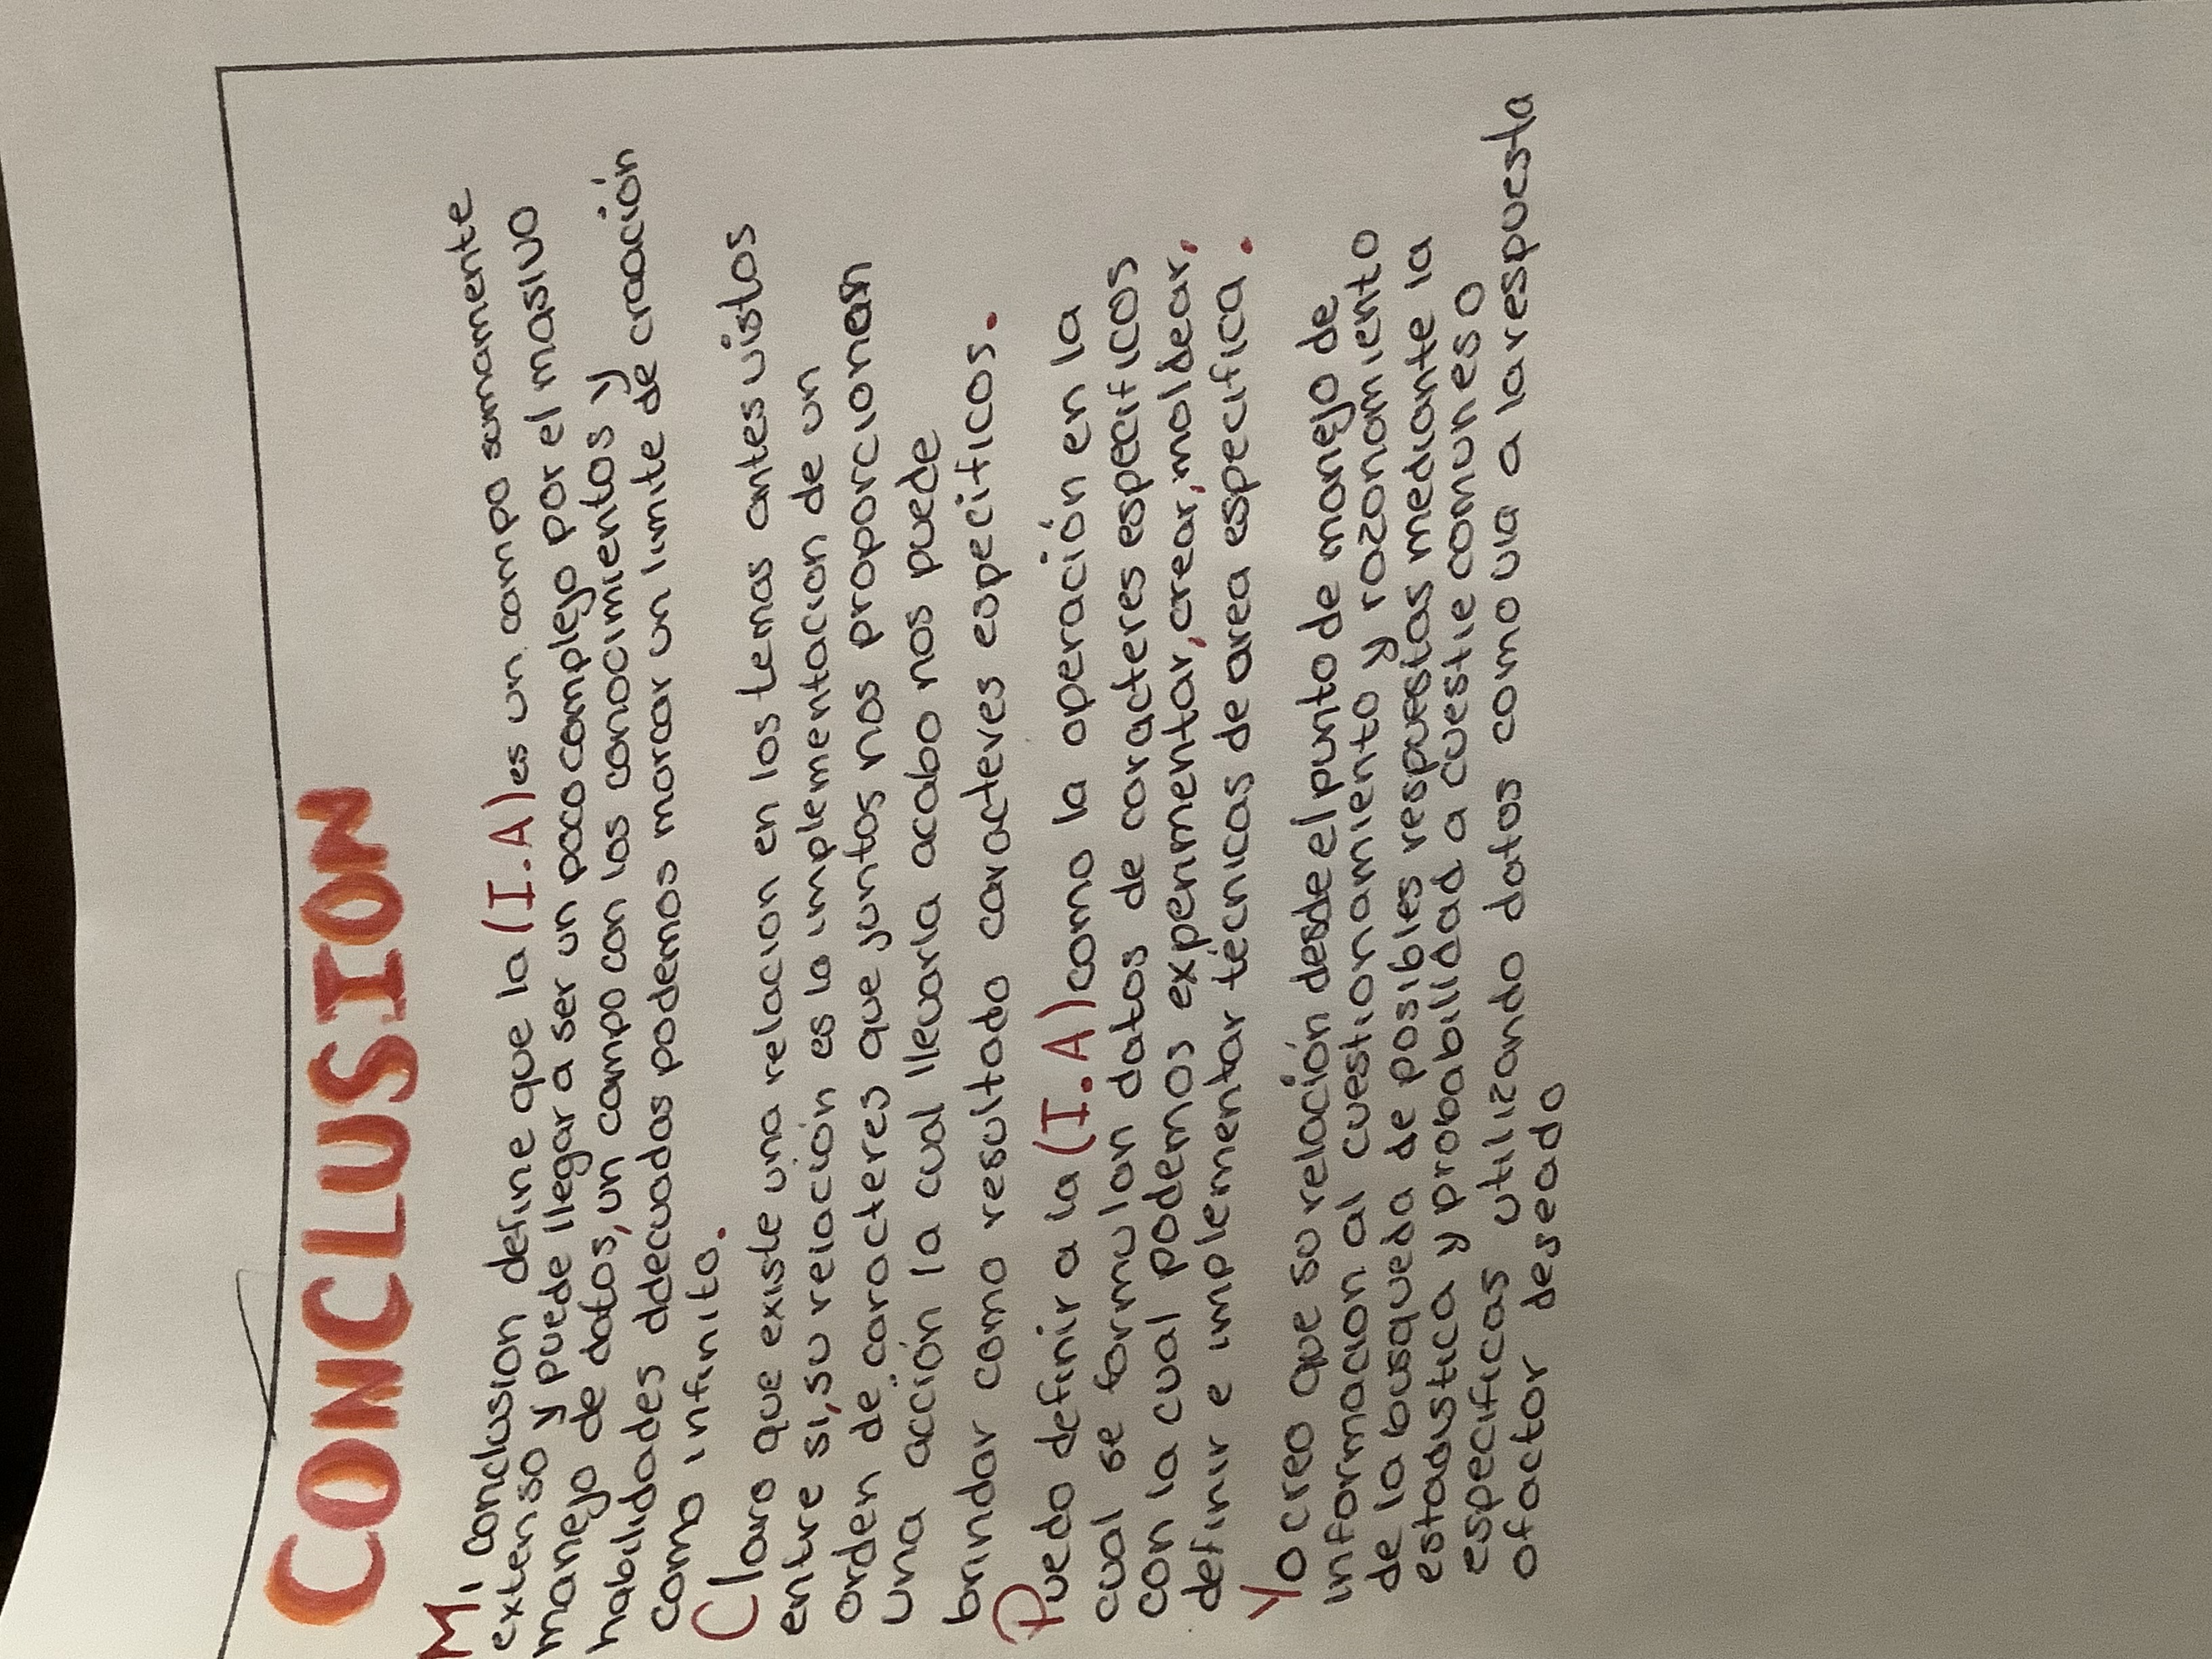 CONCLUSION
Mi conclusion define que la (I.A) es un campo sumamente
extenso y puede llegar a ser un poco complejo por el masivo
manejo de datos, un campo con los conocimientos y
habilidades ddecuadas podemos marcar un limite de craación
como infinito.
Claro que existe una relacion en los temas antes vistos
entre si, su relación es la implementacion de un
orden de caracteres que juntos nos proporcionan
una acción la cual llevarla acabo nos puede
brindar como resultado caracteres especificos.
Puedo definir a la (I.A) como la operación en la
cual se formulan datos de caracteres especificos
con la cual podemos experimentar, crear, moldear,
definir e implementar técnicas de area especifica.
Yo creo que su relación desde el punto de manejo de
informacion al cuestionamiento y razonamiento
de la busqueda de posibles respuestas mediante la
estadistica y probabilidad a cuestie comunes o
especificas utilizando datos como via a la respuesta
o factor deseado